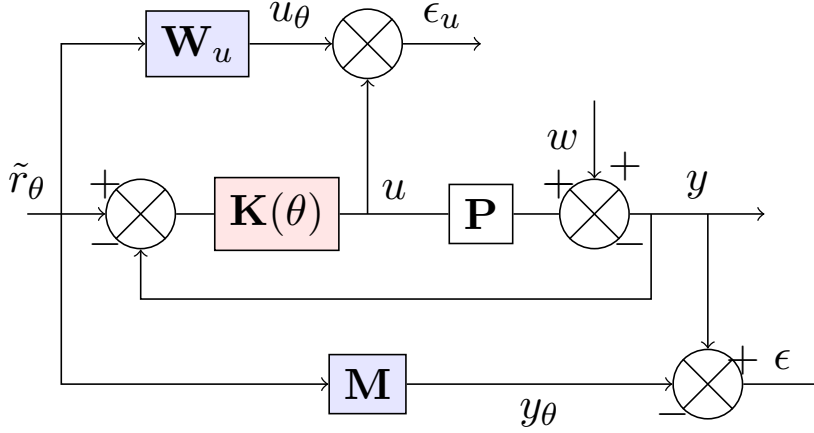 W_u u_θ ϵ_u
w
r̃_θ + − K(θ) u P + + − y
M y_θ + − ϵ